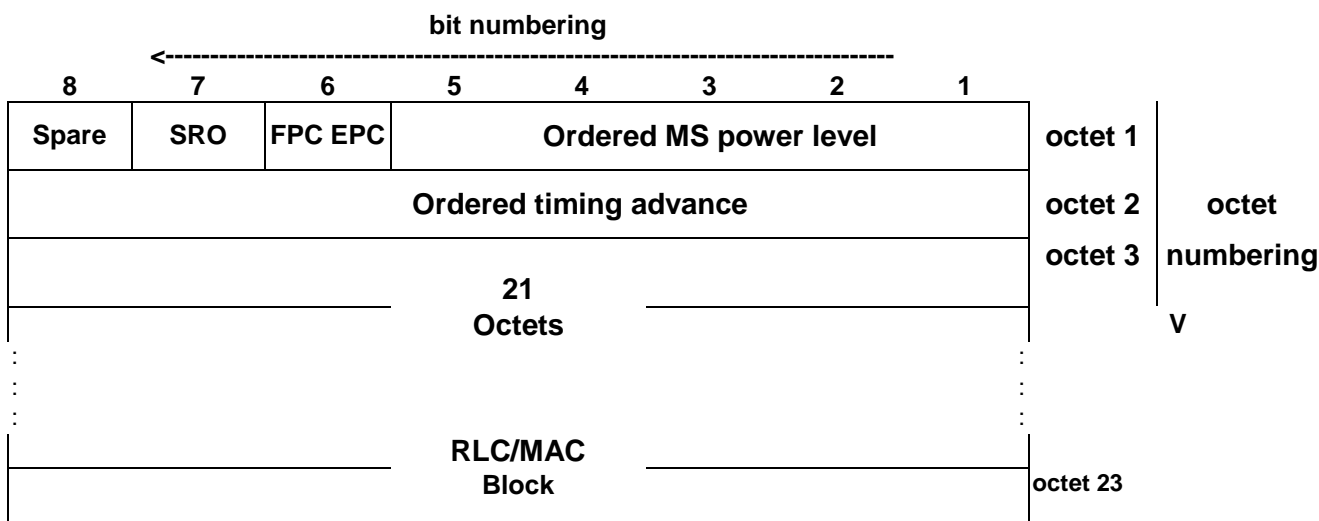 bit numbering
<--------------------------------------------------------------------------------
8 7 6 5 4 3 2 1
Spare SRO FPC EPC Ordered MS power level octet 1
Ordered timing advance octet 2 octet
octet 3 numbering
21
Octets V
: :
: :
: :
RLC/MAC
Block octet 23